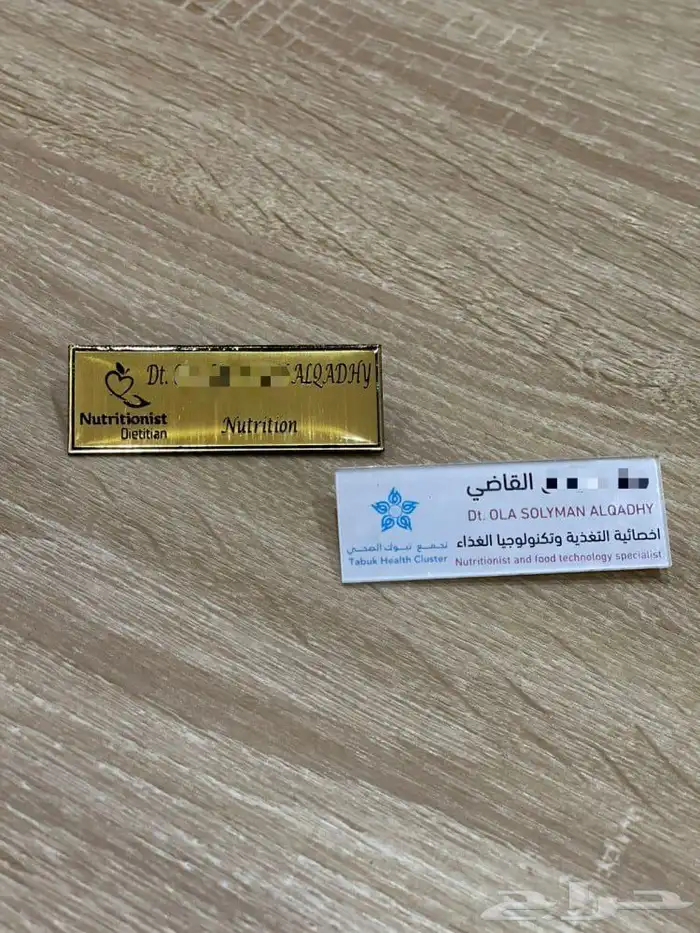 Dt. ALQADHY
Nutritionist
Dietitian
Nutrition
القاضي
Dt. OLA SOLYMAN ALQADHY
اخصائية التغذية وتكنولوجيا الغذاء
Nutritionist and food technology specialist
تجمع تبوك الصحي
Tabuk Health Cluster
حراج